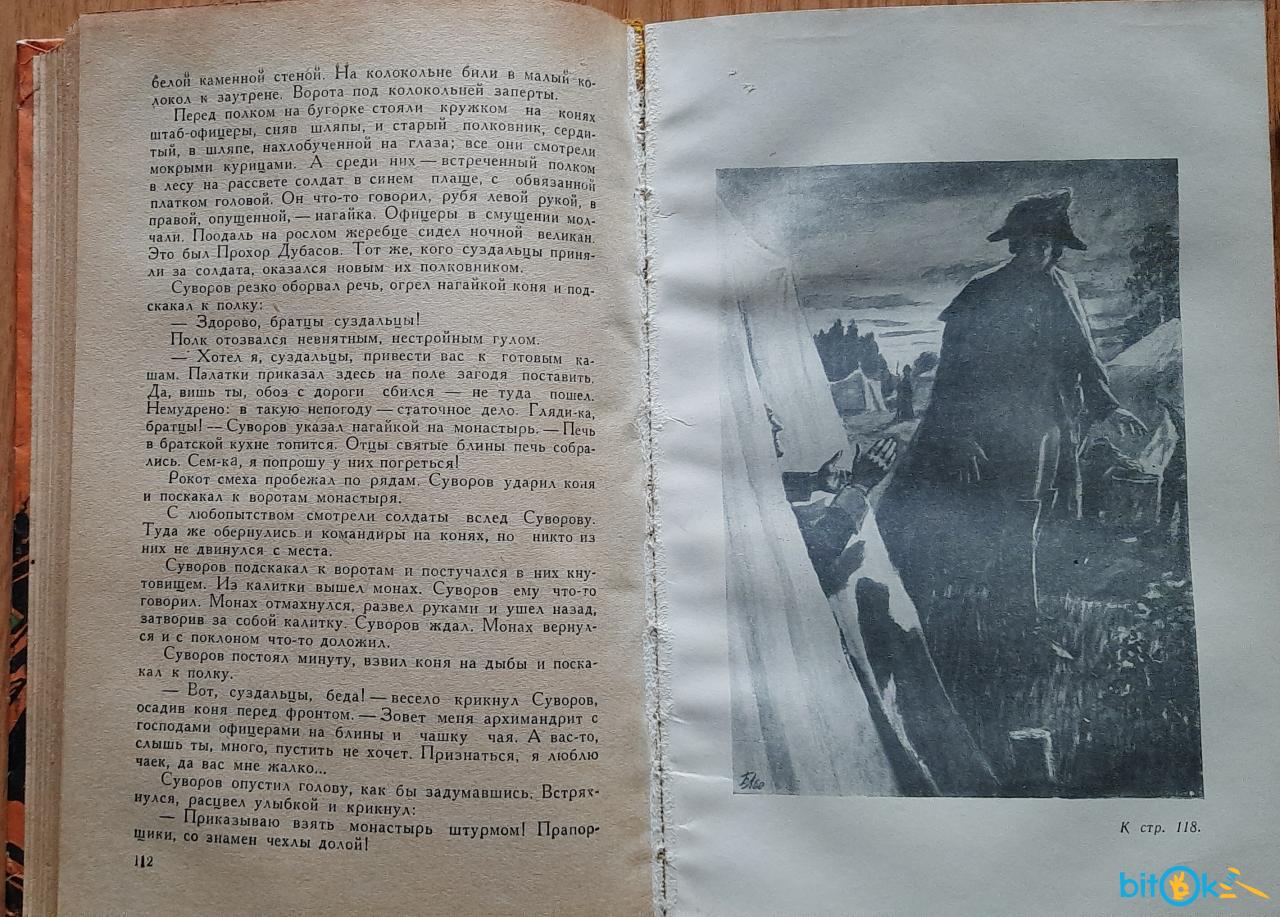 белой каменной стеной. На колокольне били в малый ко-
локол к заутрене. Ворота под колокольней заперты.
Перед полком на бугорке стояли кружком на конях
штаб-офицеры, сняв шляпы, и старый полковник, серди-
тый, в шляпе, нахлобученной на глаза; все они смотрели
мокрыми курицами. А среди них — встреченный полком
в лесу на рассвете солдат в синем плаще, с обвязанной
платком головой. Он что-то говорил, рубя левой рукой, в
правой, опущенной, — нагайка. Офицеры в смущении мол-
чали. Поодаль на рослом жеребце сидел ночной великан.
Это был Прохор Дубасов. Тот же, кого суздальцы приня-
ли за солдата, оказался новым их полковником.
Суворов резко оборвал речь, огрел нагайкой коня и под-
скакал к полку:
— Здорово, братцы суздальцы!
Полк отозвался невнятным, нестройным гулом.
— Хотел я, суздальцы, привести вас к готовым ка-
шам. Палатки приказал здесь на поле загодя поставить.
Да, вишь ты, обоз с дороги сбился — не туда пошел.
Немудрено: в такую непогоду — статочное дело. Гляди-ка,
братцы! — Суворов указал нагайкой на монастырь. — Печь
в братской кухне топится. Отцы святые блины печь собра-
лись. Сем-ка, я попрошу у них погреться!
Рокот смеха пробежал по рядам. Суворов ударил коня
и поскакал к воротам монастыря.
С любопытством смотрели солдаты вслед Суворову.
Туда же обернулись и командиры на конях, но никто из
них не двинулся с места.
Суворов подскакал к воротам и постучался в них кну-
товищем. Из калитки вышел монах. Суворов ему что-то
говорил. Монах отмахнулся, развел руками и ушел назад,
затворив за собой калитку. Суворов ждал. Монах вернул-
ся и с поклоном что-то доложил.
Суворов постоял минуту, взвил коня на дыбы и поска-
кал к полку.
— Вот, суздальцы, беда! — весело крикнул Суворов,
осадив коня перед фронтом. — Зовет меня архимандрит с
господами офицерами на блины и чашку чая. А вас-то,
слышь ты, много, пустить не хочет. Признаться, я люблю
чаек, да вас мне жалко...
Суворов опустил голову, как бы задумавшись. Встрях-
нулся, расцвел улыбкой и крикнул:
— Приказываю взять монастырь штурмом! Прапор-
щики, со знамен чехлы долой!
112
К стр. 118.
bitok